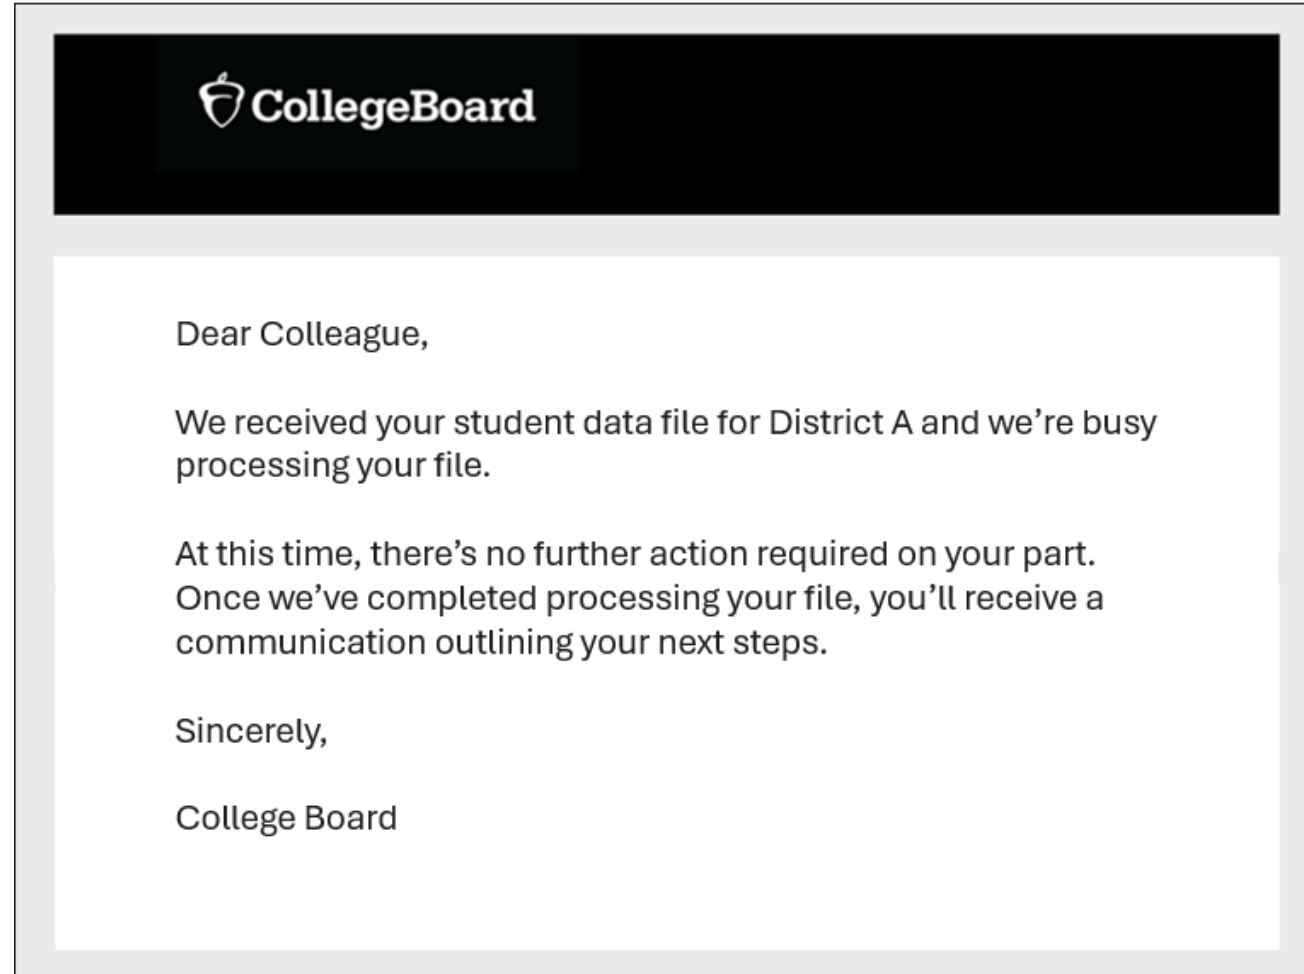 CollegeBoard
Dear Colleague,
We received your student data file for District A and we’re busy
processing your file.
At this time, there’s no further action required on your part.
Once we’ve completed processing your file, you’ll receive a
communication outlining your next steps.
Sincerely,
College Board